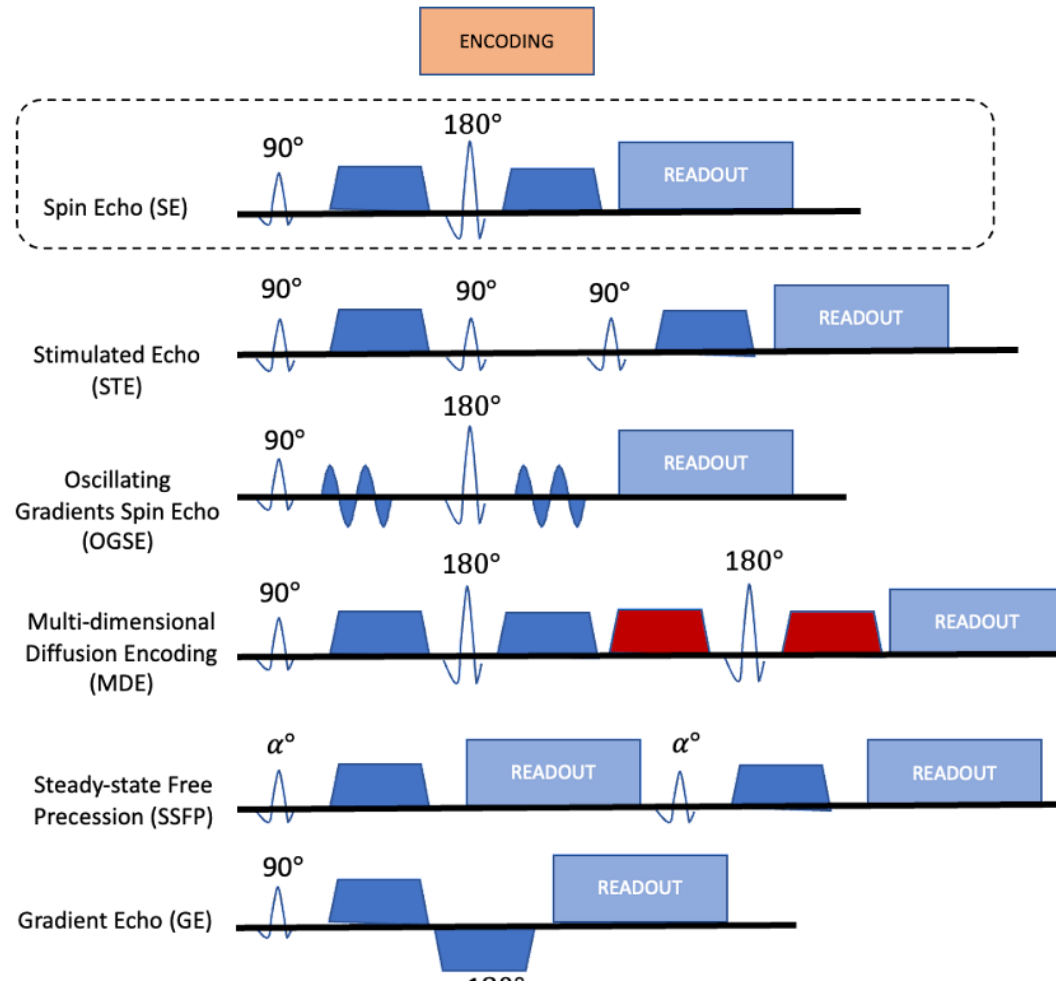 ENCODING
90°
180°
READOUT
Spin Echo (SE)
90°
90°
90°
READOUT
Stimulated Echo
(STE)
90°
180°
READOUT
Oscillating
Gradients Spin Echo
(OGSE)
90°
180°
180°
READOUT
Multi-dimensional
Diffusion Encoding
(MDE)
α°
READOUT
α°
READOUT
Steady-state Free
Precession (SSFP)
90°
READOUT
Gradient Echo (GE)